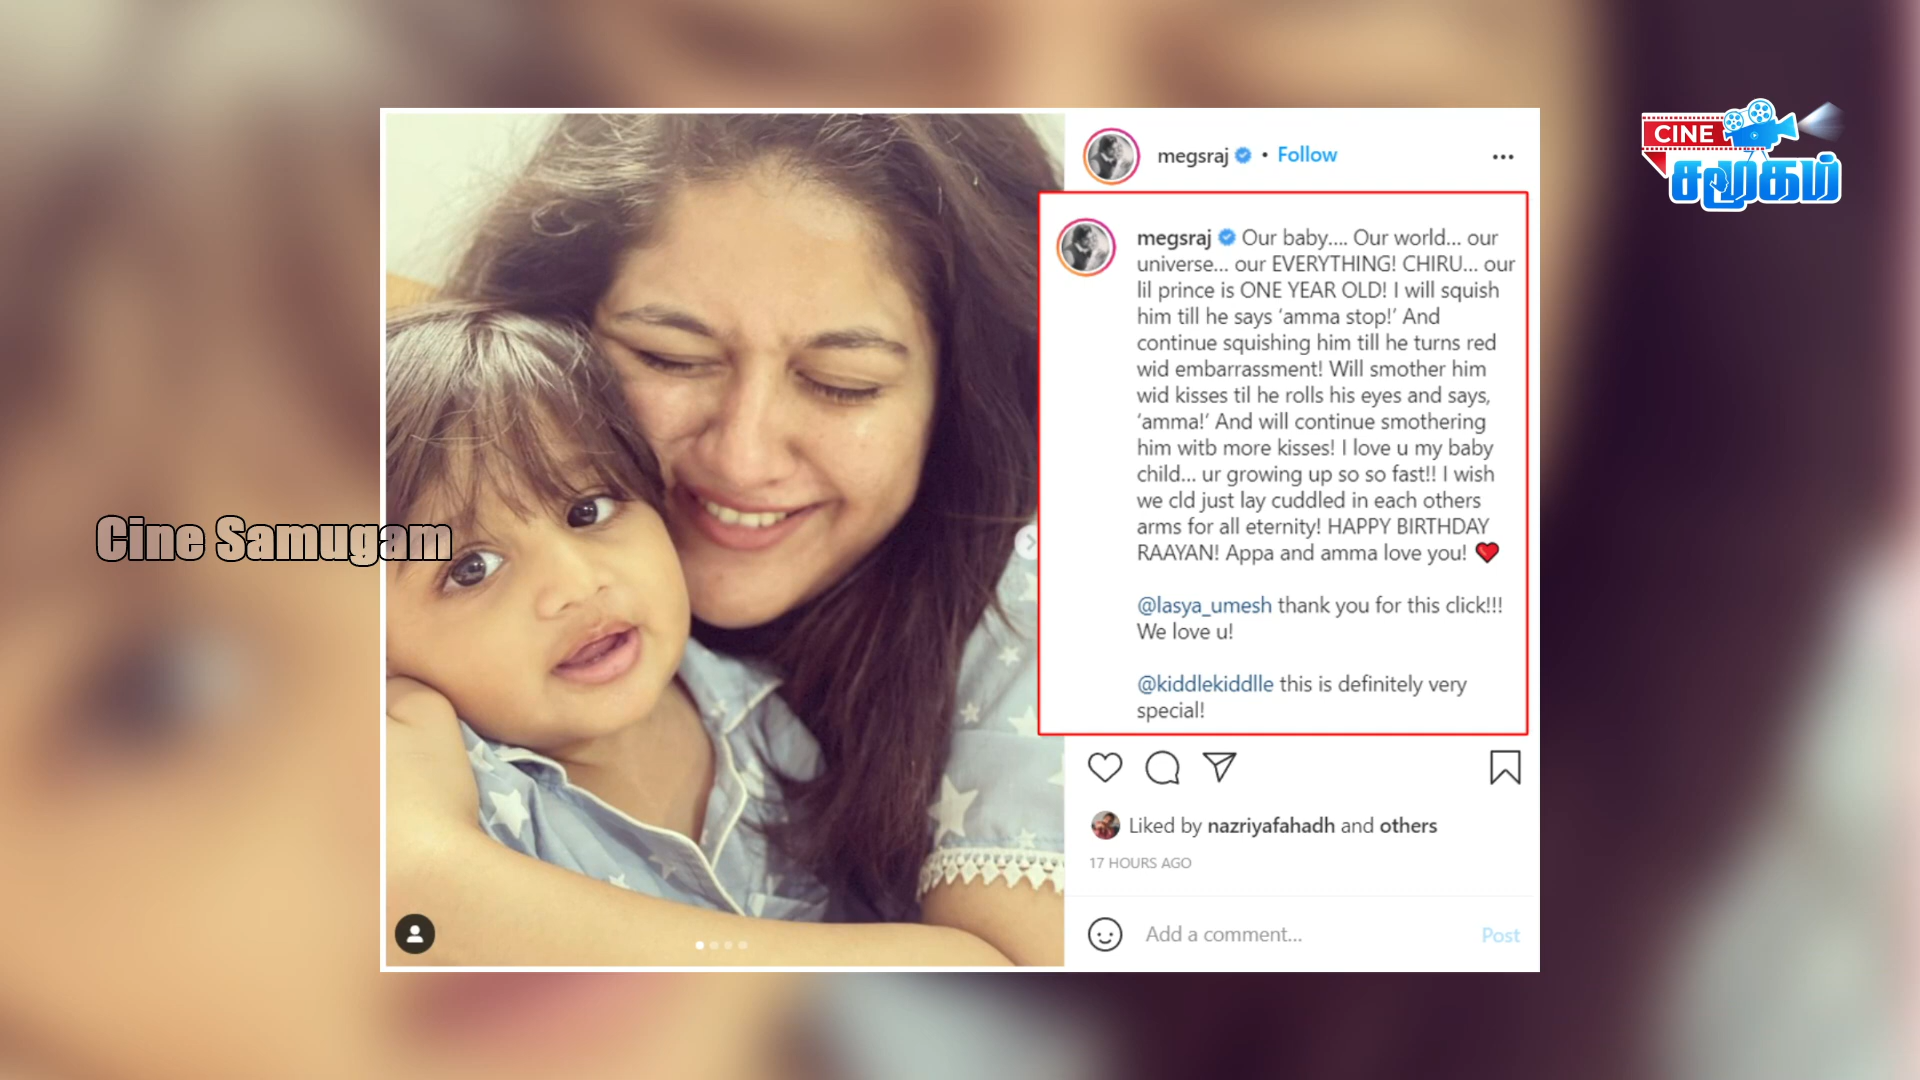 CINE
சமூகம்
megsraj • Follow
megsraj Our baby.... Our world... our
universe... our EVERYTHING! CHIRU... our
lil prince is ONE YEAR OLD! I will squish
him till he says ‘amma stop!’ And
continue squishing him till he turns red
wid embarrassment! Will smother him
wid kisses til he rolls his eyes and says,
‘amma!’ And will continue smothering
him witb more kisses! I love u my baby
child... ur growing up so so fast!! I wish
we cld just lay cuddled in each others
arms for all eternity! HAPPY BIRTHDAY
RAAYAN! Appa and amma love you! ❤️
@lasya_umesh thank you for this click!!!
We love u!
@kiddlekiddlle this is definitely very
special!
Cine Samugam
Liked by nazriyafahadh and others
17 HOURS AGO
Add a comment... Post